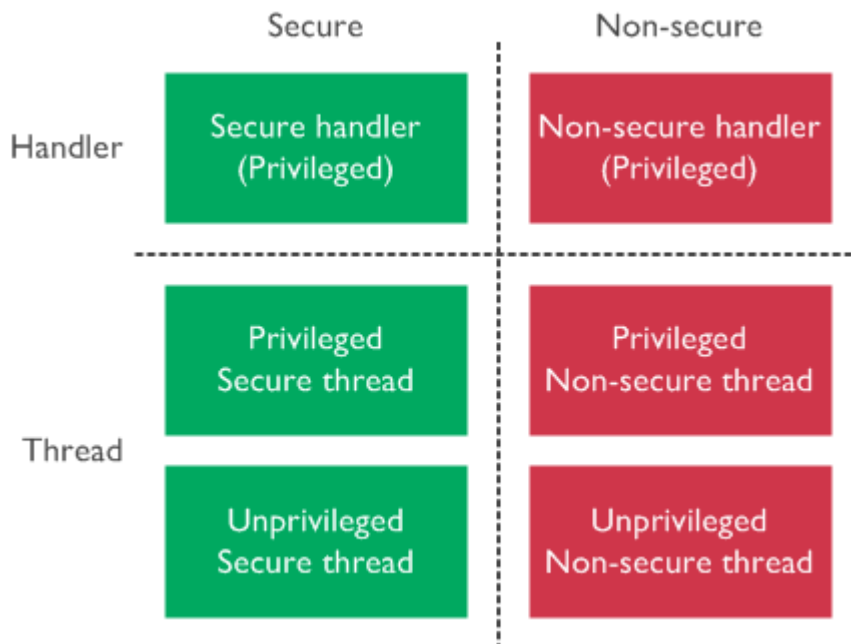 Secure
Non-secure
Handler
Secure handler
(Privileged)
Non-secure handler
(Privileged)
Thread
Privileged
Secure thread
Privileged
Non-secure thread
Unprivileged
Secure thread
Unprivileged
Non-secure thread